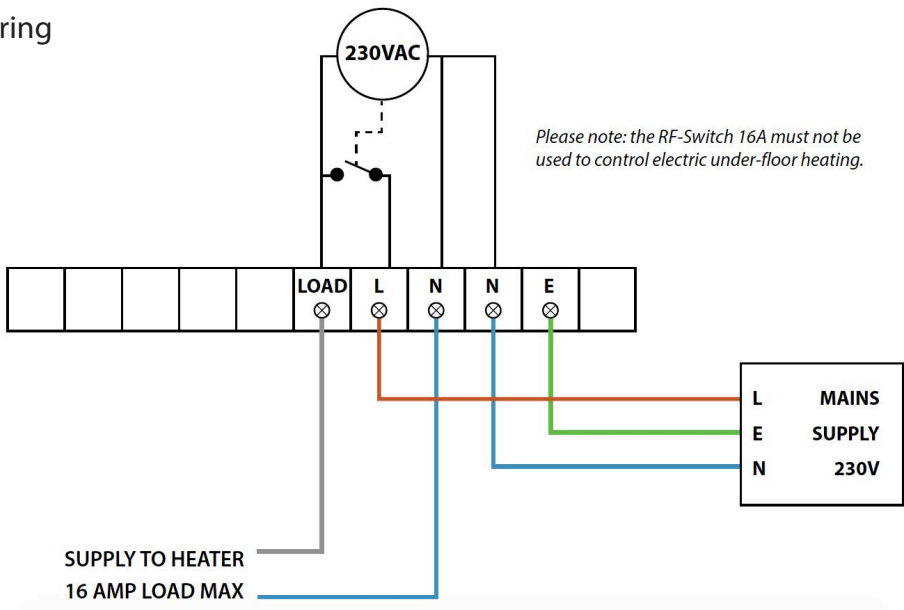 ring
230VAC
Please note: the RF-Switch 16A must not be
used to control electric under-floor heating.
LOAD L N N E
L MAINS
E SUPPLY
N 230V
SUPPLY TO HEATER
16 AMP LOAD MAX